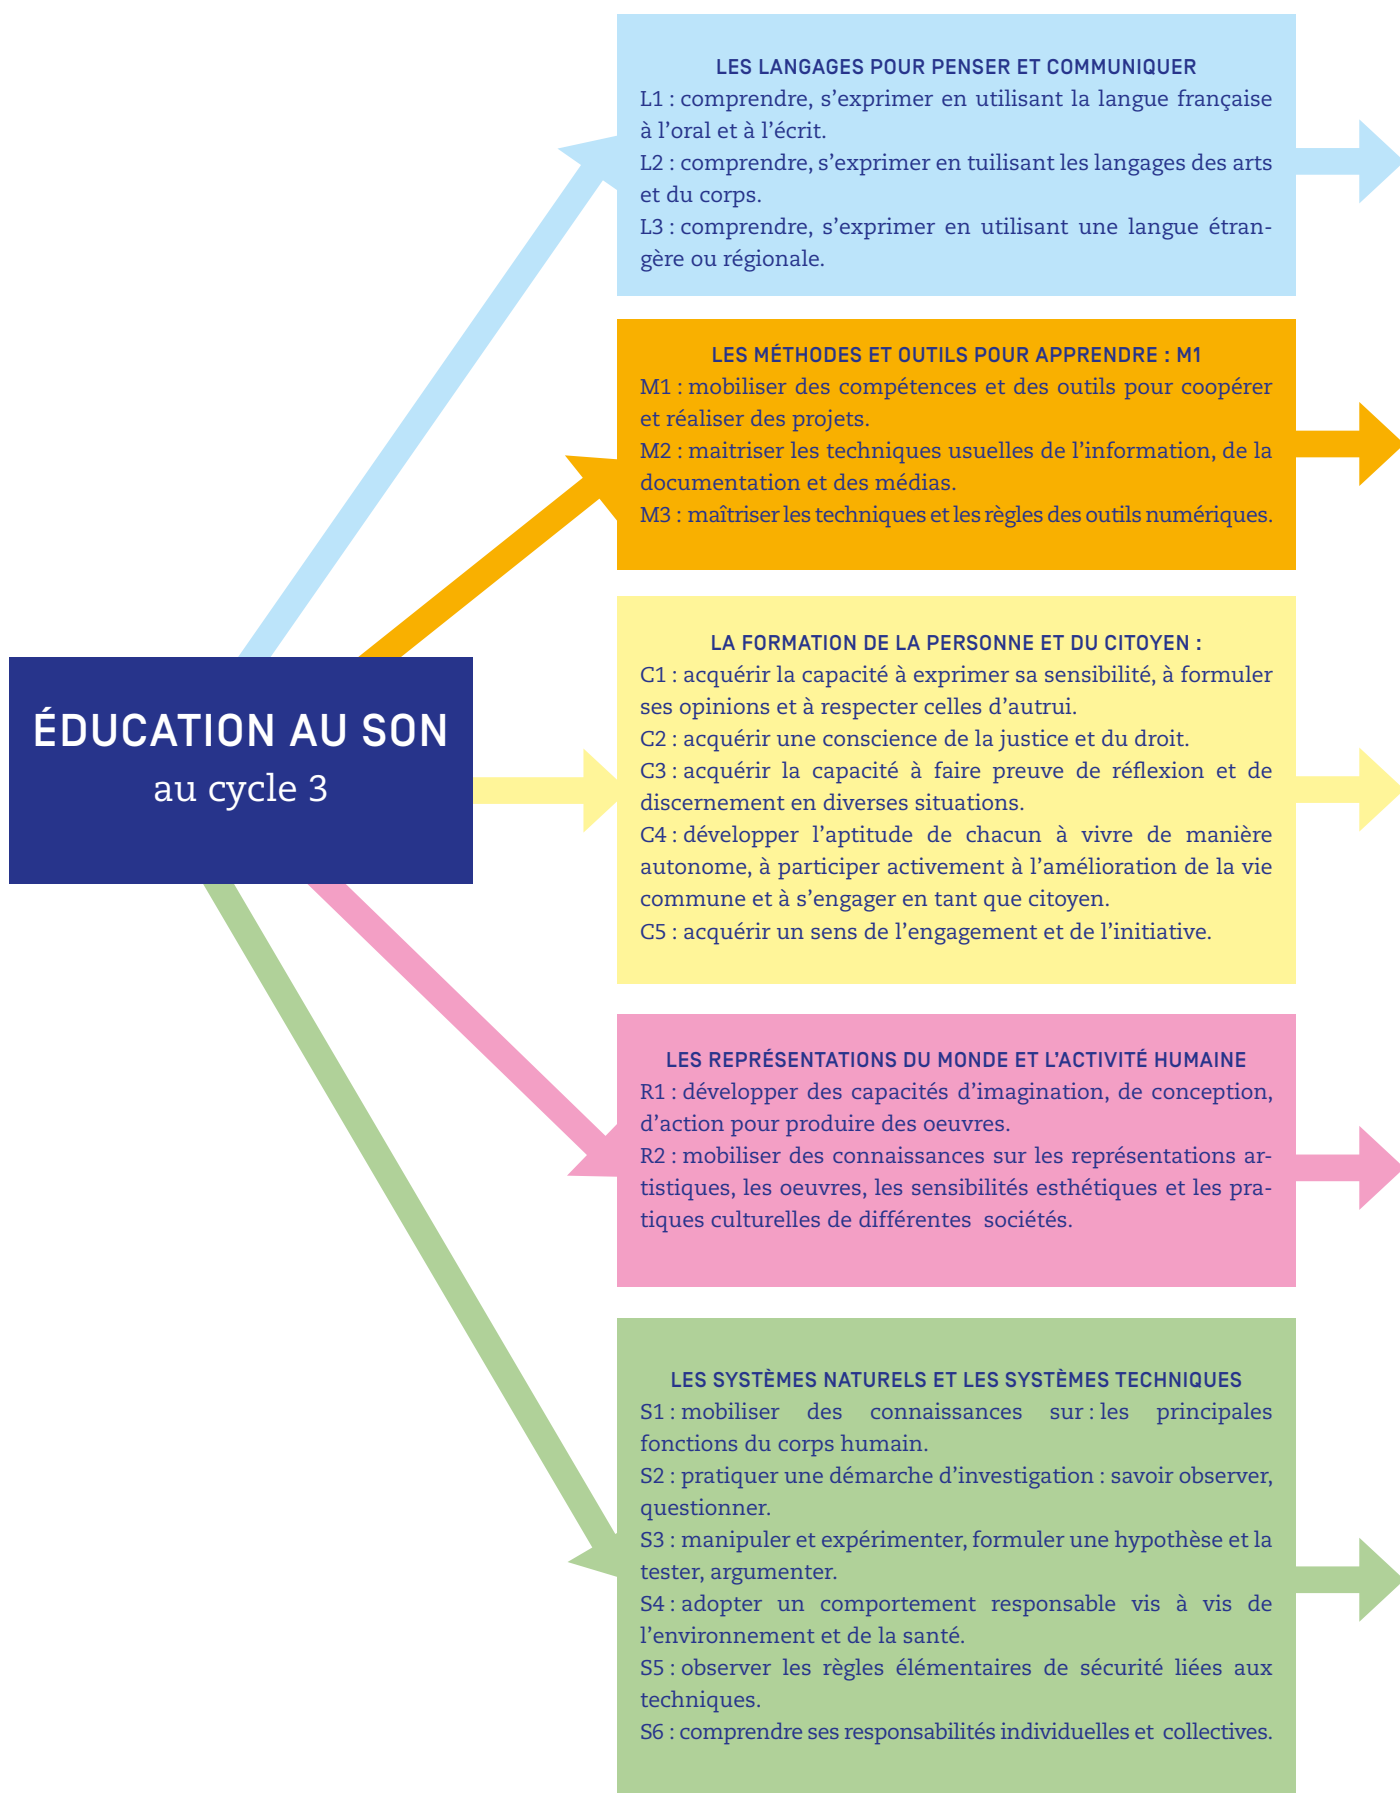 LES LANGAGES POUR PENSER ET COMMUNIQUER
L1 : comprendre, s’exprimer en utilisant la langue française
à l’oral et à l’écrit.
L2 : comprendre, s’exprimer en tuilisant les langages des arts
et du corps.
L3 : comprendre, s’exprimer en utilisant une langue étran-
gère ou régionale.
LES MÉTHODES ET OUTILS POUR APPRENDRE : M1
M1 : mobiliser des compétences et des outils pour coopérer
et réaliser des projets.
M2 : maitriser les techniques usuelles de l’information, de la
documentation et des médias.
M3 : maîtriser les techniques et les règles des outils numériques.
ÉDUCATION AU SON
au cycle 3
LA FORMATION DE LA PERSONNE ET DU CITOYEN :
C1 : acquérir la capacité à exprimer sa sensibilité, à formuler
ses opinions et à respecter celles d’autrui.
C2 : acquérir une conscience de la justice et du droit.
C3 : acquérir la capacité à faire preuve de réflexion et de
discernement en diverses situations.
C4 : développer l’aptitude de chacun à vivre de manière
autonome, à participer activement à l’amélioration de la vie
commune et à s’engager en tant que citoyen.
C5 : acquérir un sens de l’engagement et de l’initiative.
LES REPRÉSENTATIONS DU MONDE ET L’ACTIVITÉ HUMAINE
R1 : développer des capacités d’imagination, de conception,
d’action pour produire des oeuvres.
R2 : mobiliser des connaissances sur les représentations ar-
tistiques, les oeuvres, les sensibilités esthétiques et les pra-
tiques culturelles de différentes sociétés.
LES SYSTÈMES NATURELS ET LES SYSTÈMES TECHNIQUES
S1 : mobiliser des connaissances sur : les principales
fonctions du corps humain.
S2 : pratiquer une démarche d’investigation : savoir observer,
questionner.
S3 : manipuler et expérimenter, formuler une hypothèse et la
tester, argumenter.
S4 : adopter un comportement responsable vis à vis de
l’environnement et de la santé.
S5 : observer les règles élémentaires de sécurité liées aux
techniques.
S6 : comprendre ses responsabilités individuelles et collectives.